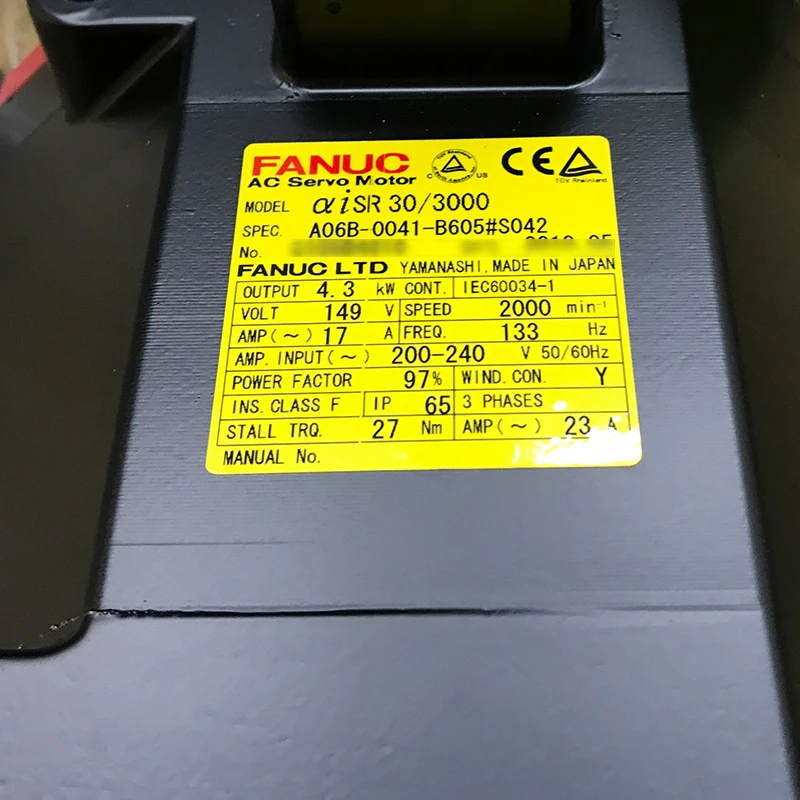 FANUC
AC Servo Motor
C US
CE
TÜV Rheinland
MODEL αiSR 30/3000
SPEC. A06B-0041-B605#S042
No.
FANUC LTD YAMANASHI, MADE IN JAPAN
OUTPUT 4.3 kW CONT. IEC60034-1
VOLT 149 V SPEED 2000 min⁻¹
AMP(～) 17 A FREQ. 133 Hz
AMP. INPUT(～) 200-240 V 50/60Hz
POWER FACTOR 97% WIND. CON. Y
INS. CLASS F IP 65 3 PHASES
STALL TRQ. 27 Nm AMP(～) 23 A
MANUAL No.